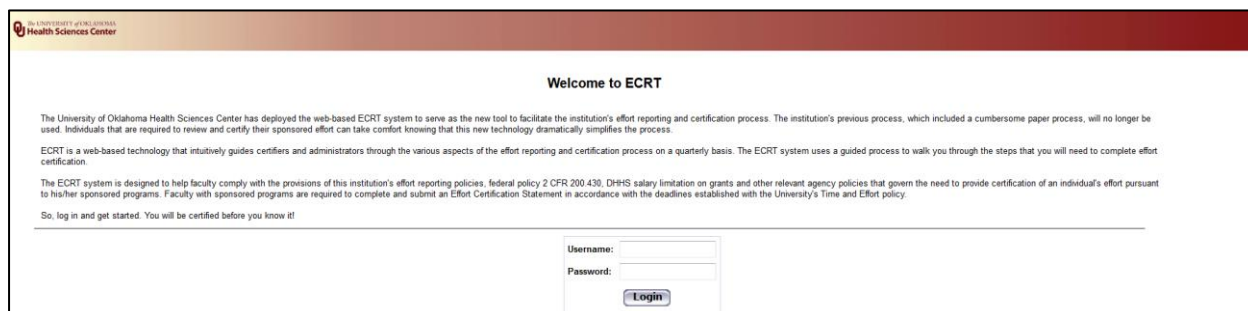 The UNIVERSITY of OKLAHOMA
Health Sciences Center
Welcome to ECRT
The University of Oklahoma Health Sciences Center has deployed the web-based ECRT system to serve as the new tool to facilitate the institution's effort reporting and certification process. The institution's previous process, which included a cumbersome paper process, will no longer be
used. Individuals that are required to review and certify their sponsored effort can take comfort knowing that this new technology dramatically simplifies the process.
ECRT is a web-based technology that intuitively guides certifiers and administrators through the various aspects of the effort reporting and certification process on a quarterly basis. The ECRT system uses a guided process to walk you through the steps that you will need to complete effort
certification.
The ECRT system is designed to help faculty comply with the provisions of this institution's effort reporting policies, federal policy 2 CFR 200.430, DHHS salary limitation on grants and other relevant agency policies that govern the need to provide certification of an individual's effort pursuant
to his/her sponsored programs. Faculty with sponsored programs are required to complete and submit an Effort Certification Statement in accordance with the deadlines established with the University's Time and Effort policy.
So, log in and get started. You will be certified before you know it!
Username:
Password:
Login